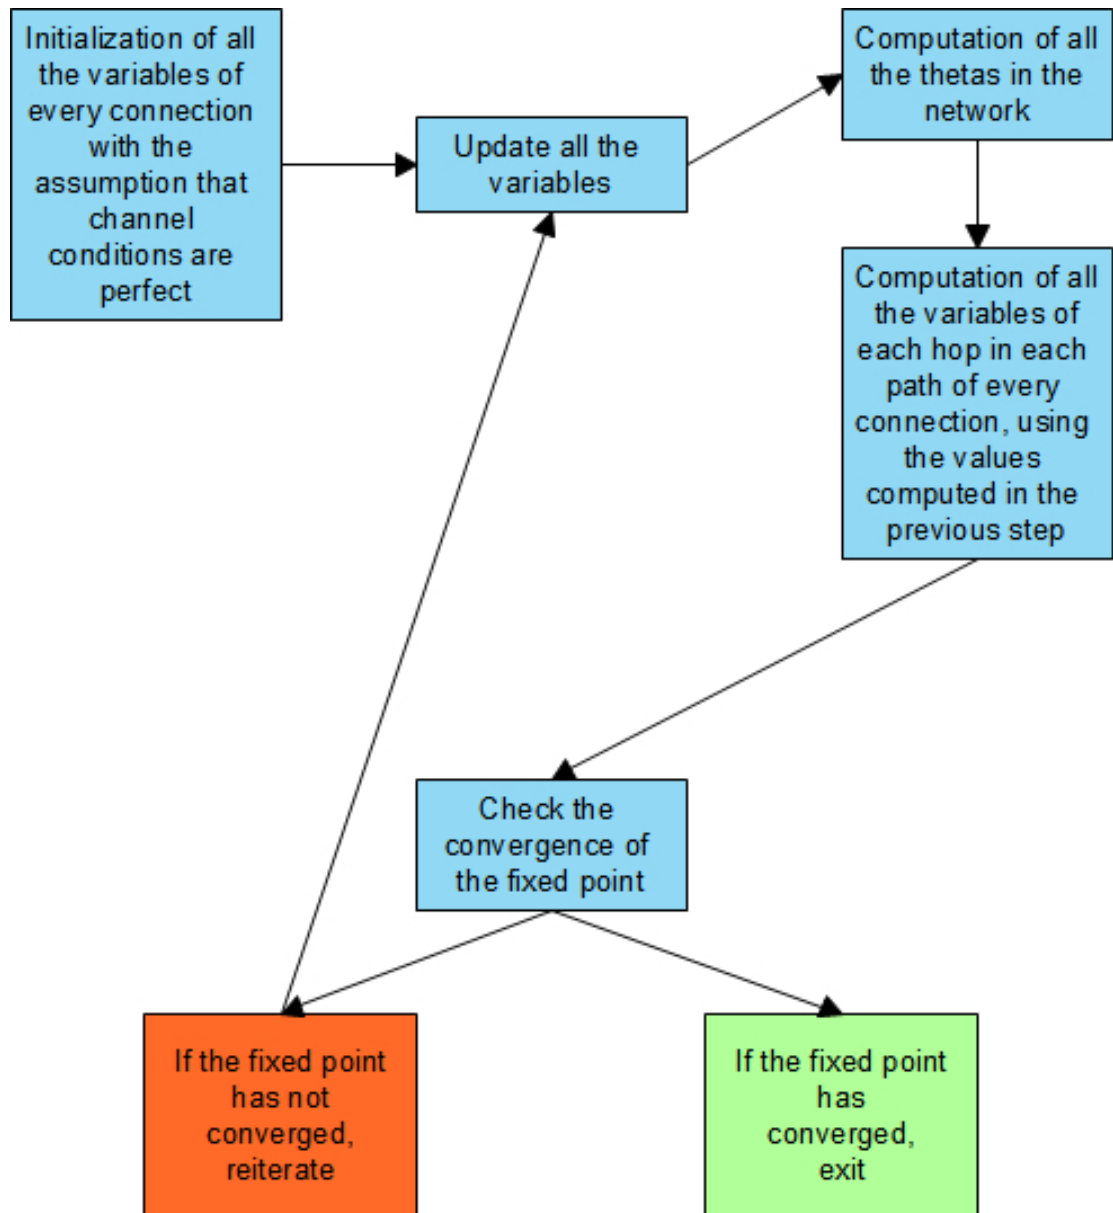 Initialization of all
the variables of
every connection
with the
assumption that
channel
conditions are
perfect
Update all the
variables
Computation of all
the thetas in the
network
Computation of all
the variables of
each hop in each
path of every
connection, using
the values
computed in the
previous step
Check the
convergence of
the fixed point
If the fixed point
has not
converged,
reiterate
If the fixed point
has
converged,
exit